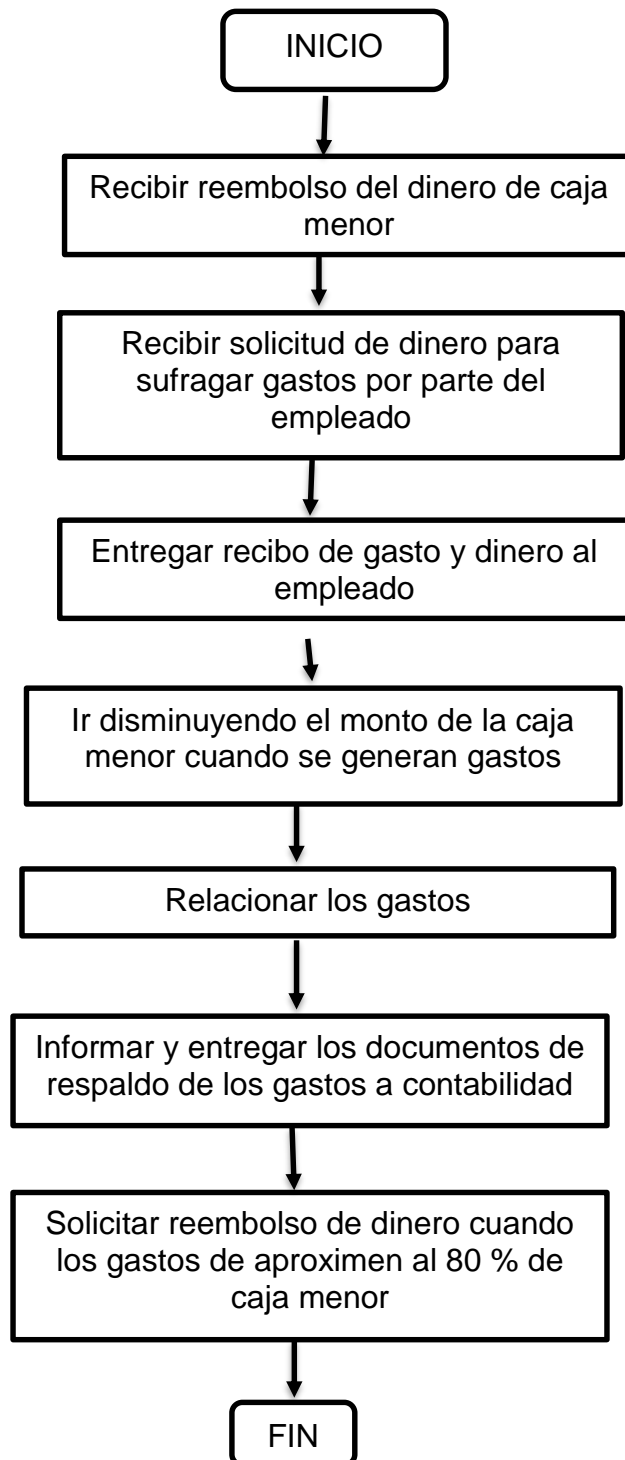 INICIO
Recibir reembolso del dinero de caja
menor
Recibir solicitud de dinero para
sufragar gastos por parte del
empleado
Entregar recibo de gasto y dinero al
empleado
Ir disminuyendo el monto de la caja
menor cuando se generan gastos
Relacionar los gastos
Informar y entregar los documentos de
respaldo de los gastos a contabilidad
Solicitar reembolso de dinero cuando
los gastos de aproximen al 80 % de
caja menor
FIN